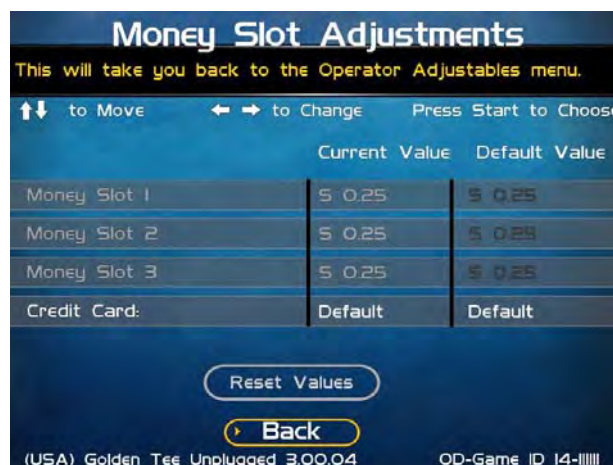 Money Slot Adjustments
This will take you back to the Operator Adjustables menu.
to Move to Change Press Start to Choose
Current Value Default Value
Money Slot 1 $ 0.25 $ 0.25
Money Slot 2 $ 0.25 $ 0.25
Money Slot 3 $ 0.25 $ 0.25
Credit Card: Default Default
Reset Values
Back
(USA) Golden Tee Unplugged 3.00.04 OD-Game ID 14-111111